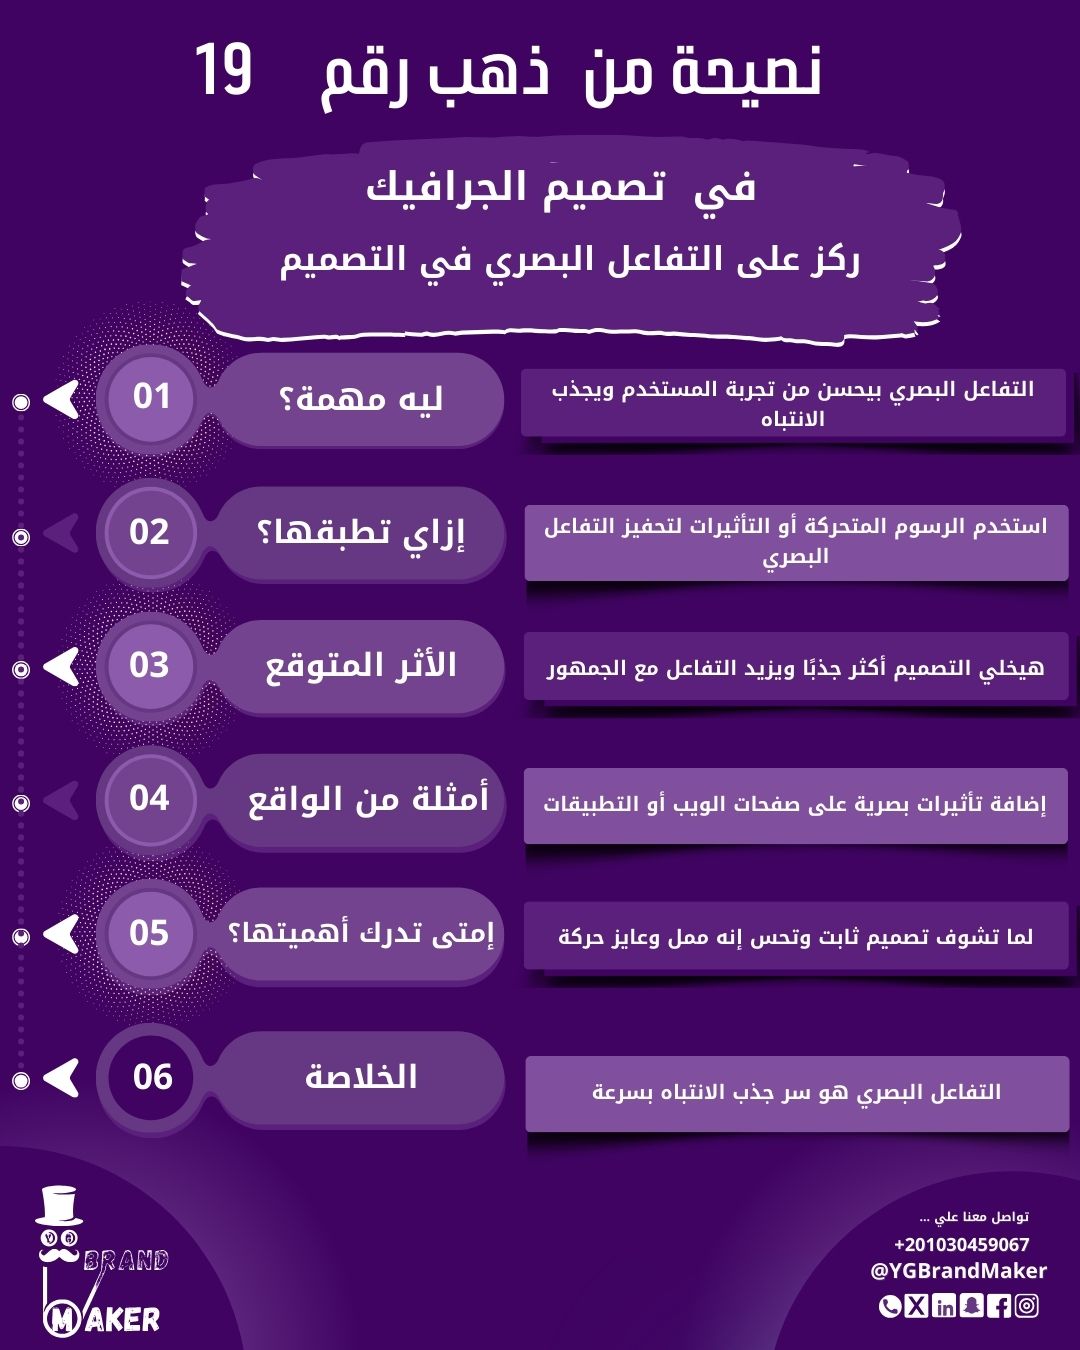 نصيحة من ذهب رقم 19
في تصميم الجرافيك
ركز على التفاعل البصري في التصميم
01
ليه مهمة؟
التفاعل البصري بيحسن من تجربة المستخدم ويجذب
الانتباه
02
إزاي تطبقها؟
استخدم الرسوم المتحركة أو التأثيرات لتحفيز التفاعل
البصري
03
الأثر المتوقع
هيخلي التصميم أكثر جذبًا ويزيد التفاعل مع الجمهور
04
أمثلة من الواقع
إضافة تأثيرات بصرية على صفحات الويب أو التطبيقات
05
إمتى تدرك أهميتها؟
لما تشوف تصميم ثابت وتحس إنه ممل وعايز حركة
06
الخلاصة
التفاعل البصري هو سر جذب الانتباه بسرعة
تواصل معنا علي ...
+201030459067
@YGBrandMaker
BRAND
MAKER